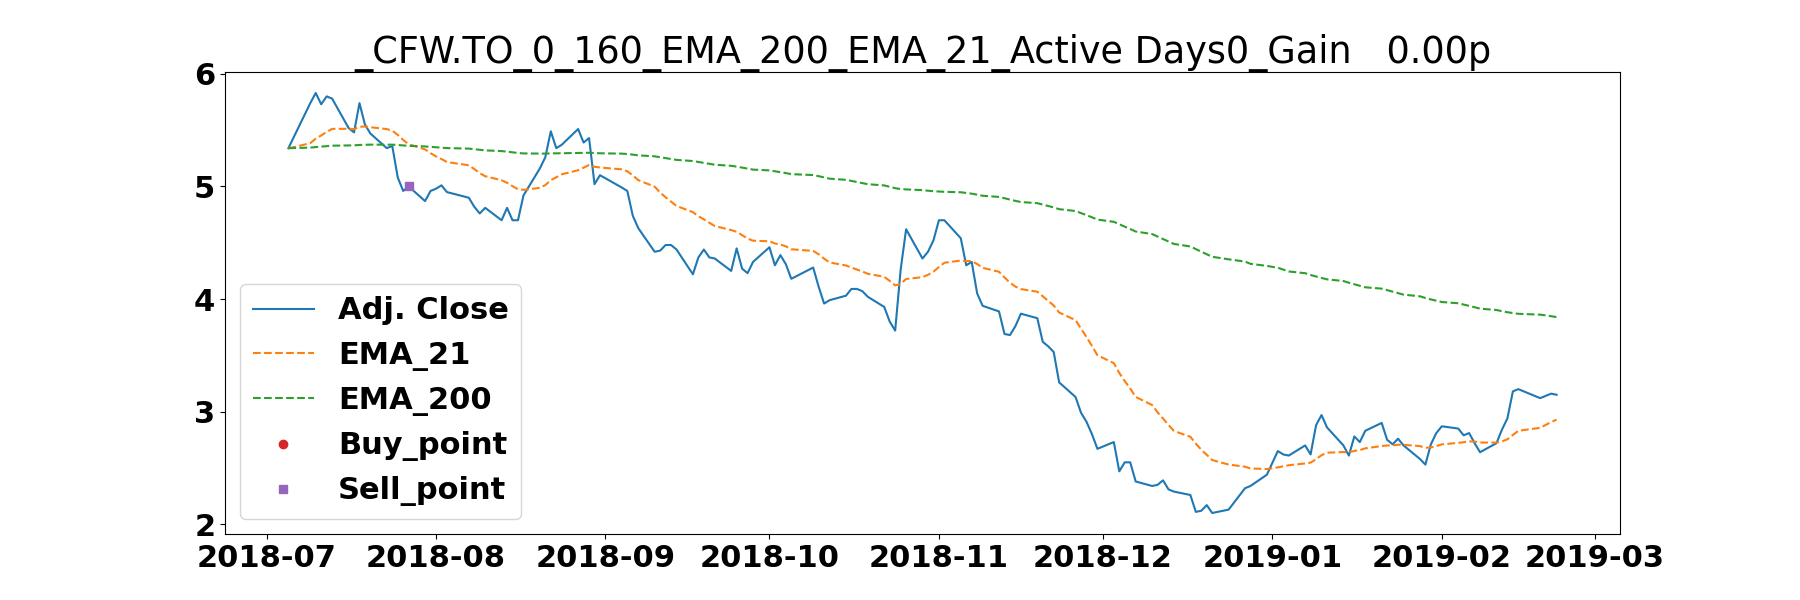 _CFW.TO_0_160_EMA_200_EMA_21_Active Days0_Gain   0.00p
6
5
4
3
2
Adj. Close
EMA_21
EMA_200
Buy_point
Sell_point
2018-07 2018-08 2018-09 2018-10 2018-11 2018-12 2019-01 2019-02 2019-03